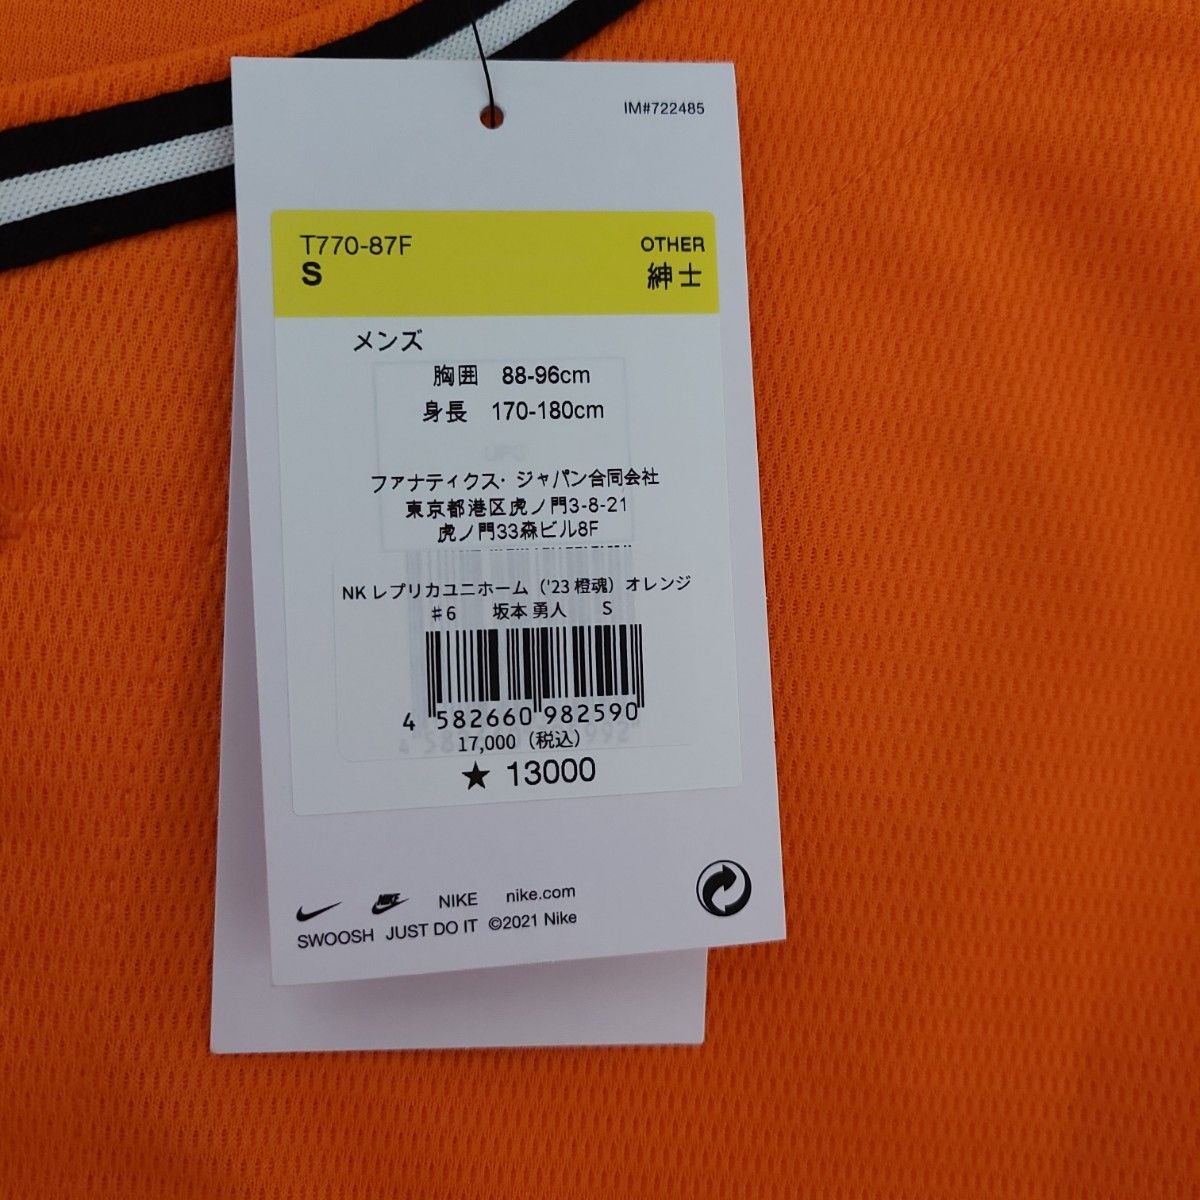 IM#722485
T770-87F
S
OTHER
紳士
メンズ
胸囲 88-96cm
身長 170-180cm
ファナティクス・ジャパン合同会社
東京都港区虎ノ門3-8-21
虎ノ門33森ビル8F
NK レプリカユニホーム（'23 橙魂）オレンジ
#6 坂本 勇人 S
4 582660 982590
17,000（税込）
★ 13000
NIKE nike.com
SWOOSH JUST DO IT ©2021 Nike